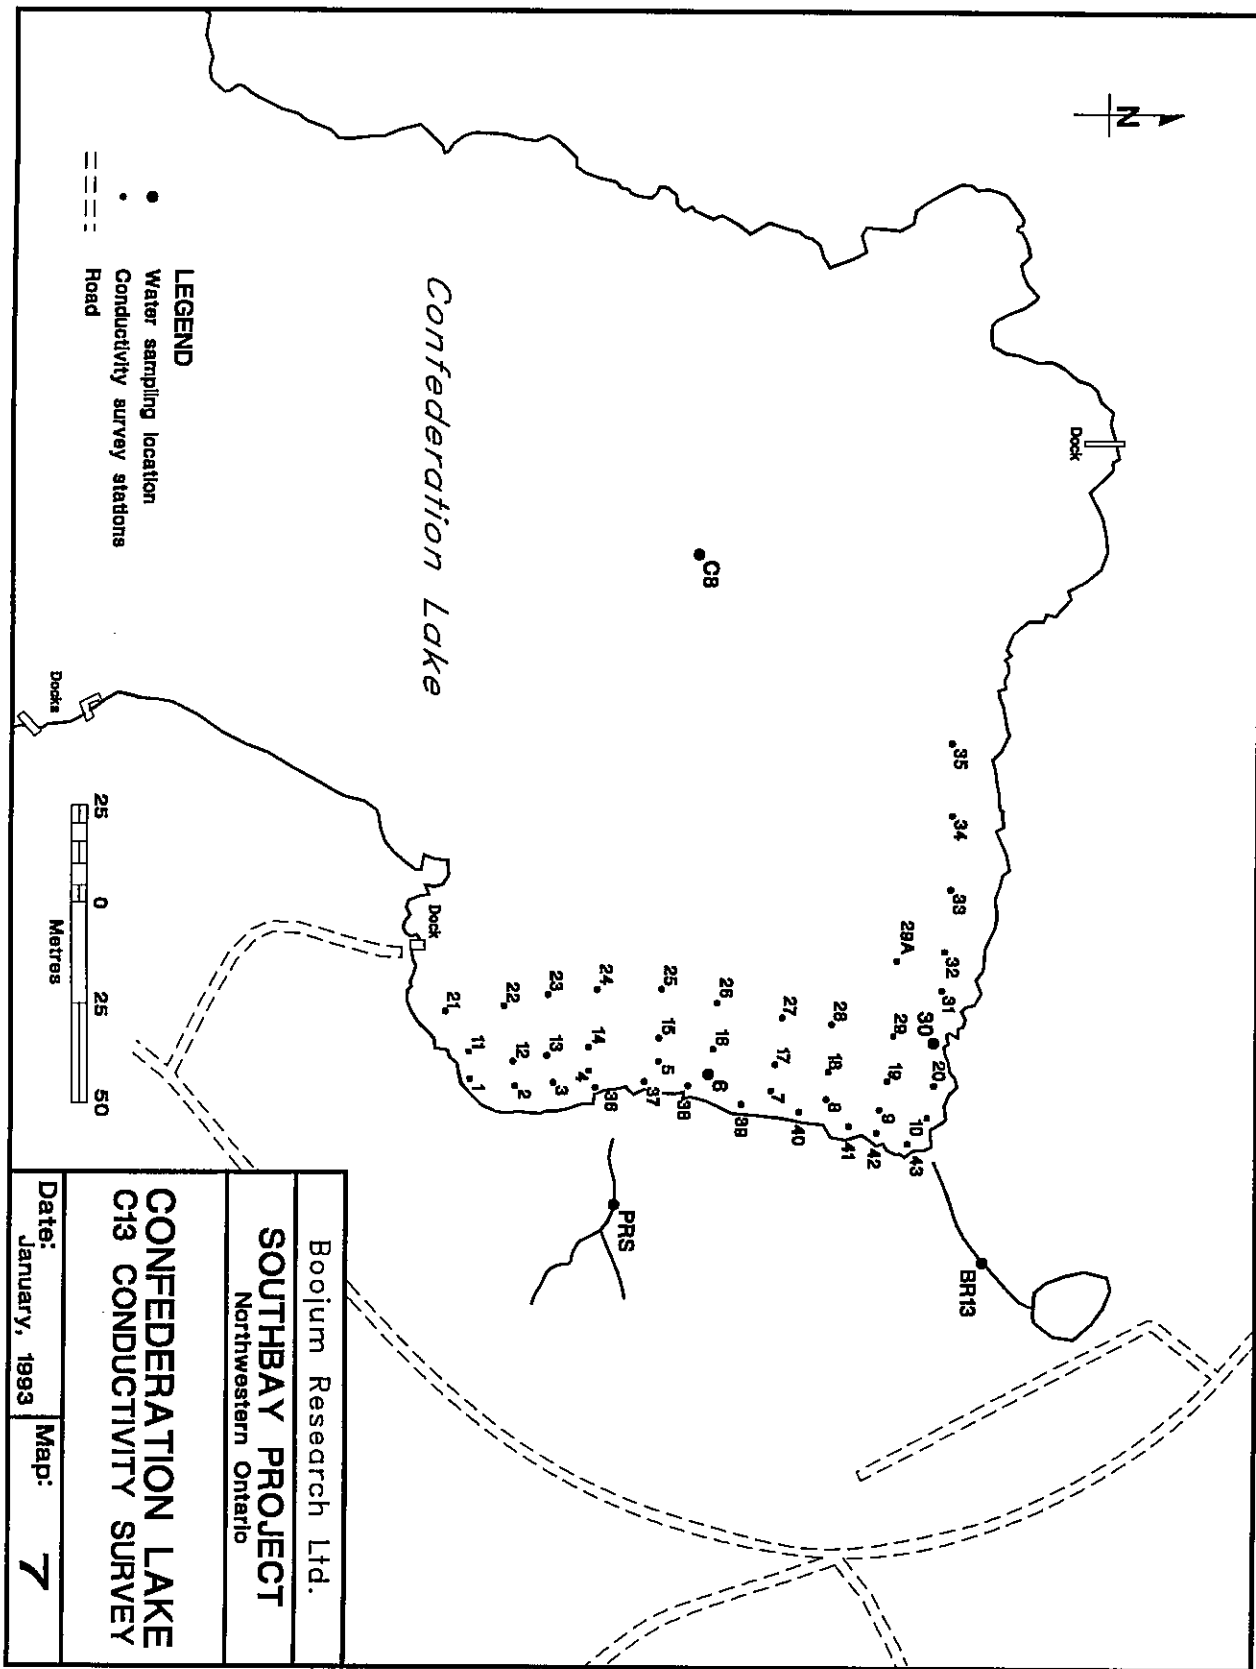 N
Dock
Confederation Lake
C8
35
34
33
32
31
30
29A
29
28
27
26
25
24
23
22
21
20
19
18
17
16
15
14
13
12
11
10
9
8
7
6
5
4
3
2
1
36
37
38
39
40
41
42
43
PRS
BR13
Dock
Docks
LEGEND
Water sampling location
Conductivity survey stations
Road
25 0 25 50
Metres
Boojum Research Ltd.
SOUTHBAY PROJECT
Northwestern Ontario
CONFEDERATION LAKE
C13 CONDUCTIVITY SURVEY
Date:
January, 1993
Map:
7